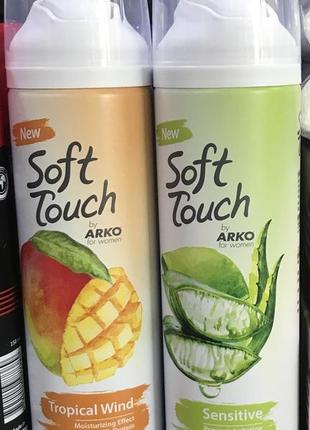 New
Soft
Touch
by
ARKO
for women
Tropical Wind
Moisturizing Effect
New
Soft
Touch
by
ARKO
for women
Sensitive